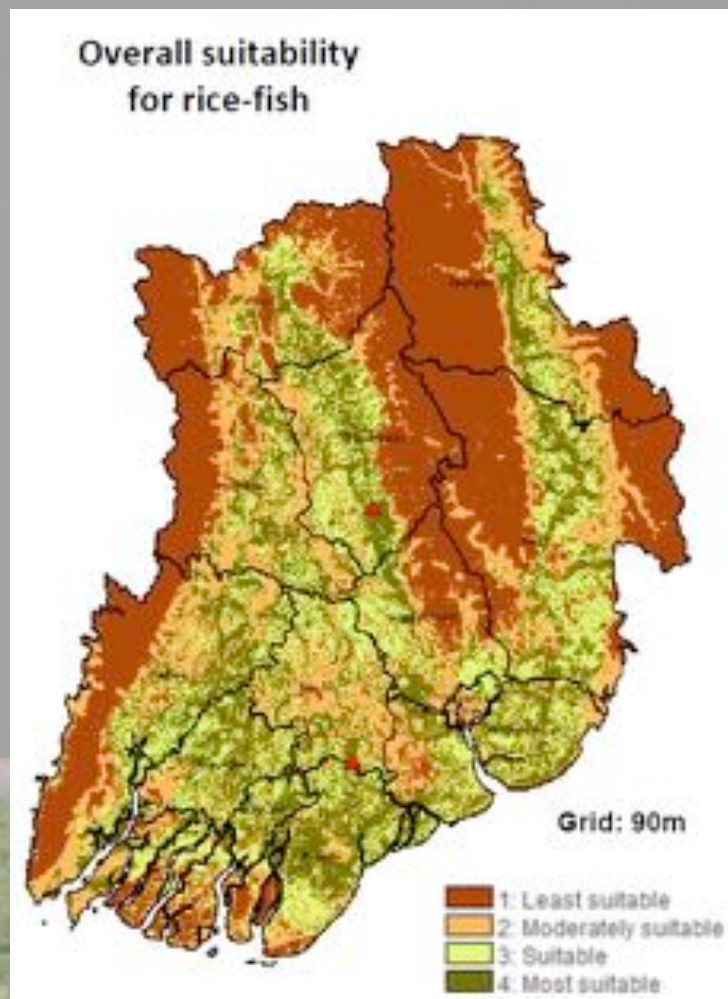 Overall suitability
for rice-fish
Grid: 90m
1: Least suitable
2: Moderately suitable
3: Suitable
4: Most suitable